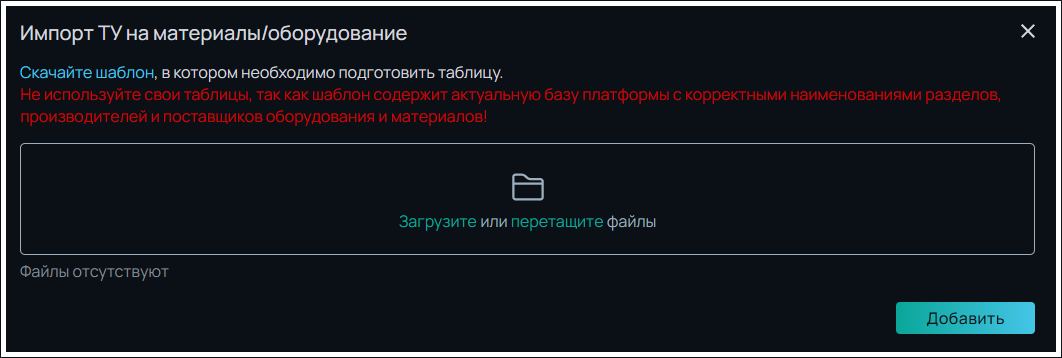 Импорт ТУ на материалы/оборудование
Скачайте шаблон, в котором необходимо подготовить таблицу.
Не используйте свои таблицы, так как шаблон содержит актуальную базу платформы с корректными наименованиями разделов,
производителей и поставщиков оборудования и материалов!
Загрузите или перетащите файлы
Файлы отсутствуют
Добавить